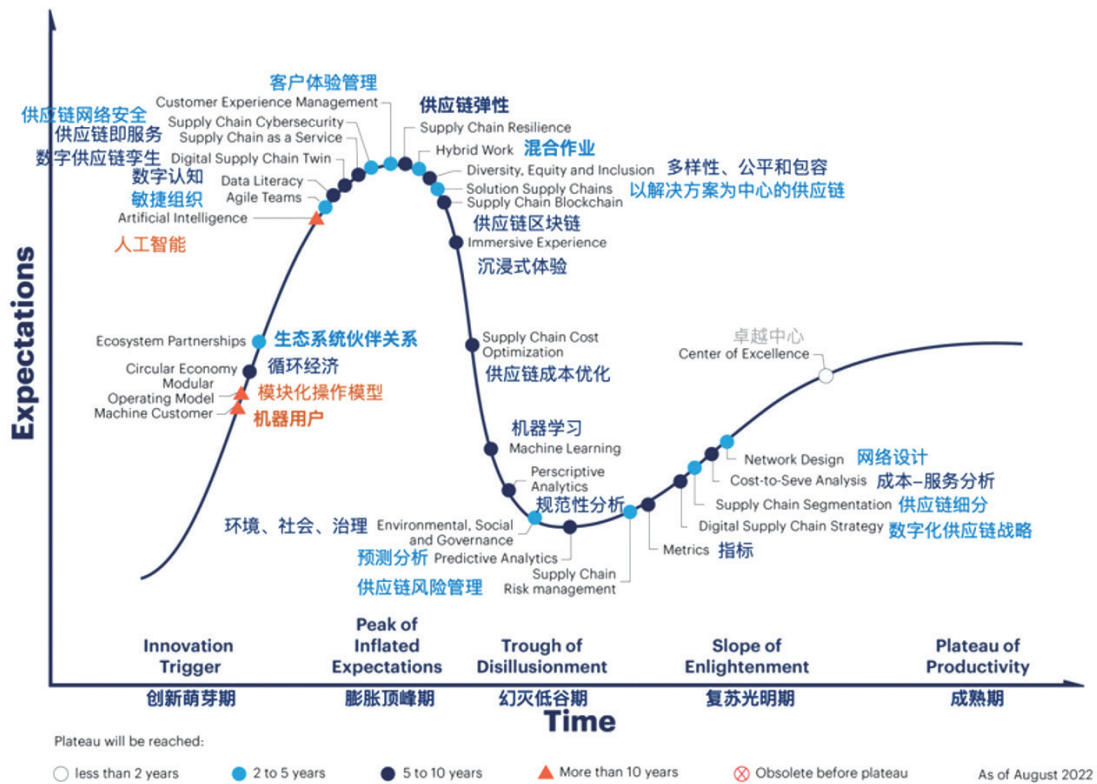 Expectations
客户体验管理
Customer Experience Management
供应链网络安全
Supply Chain Cybersecurity
供应链即服务
Supply Chain as a Service
数字供应链孪生
Digital Supply Chain Twin
数字认知
Data Literacy
敏捷组织
Agile Teams
Artificial Intelligence
人工智能
供应链弹性
Supply Chain Resilience
Hybrid Work
混合作业
Diversity, Equity and Inclusion
多样性、公平和包容
Solution Supply Chains
以解决方案为中心的供应链
Supply Chain Blockchain
供应链区块链
Immersive Experience
沉浸式体验
Ecosystem Partnerships
生态系统伙伴关系
Circular Economy
循环经济
Modular
Operating Model
模块化操作模型
Machine Customer
机器用户
Supply Chain Cost
Optimization
供应链成本优化
机器学习
Machine Learning
Perscriptive
Analytics
规范性分析
环境、社会、治理
Environmental, Social
and Governance
预测分析
Predictive Analytics
供应链风险管理
Supply Chain
Risk management
卓越中心
Center of Excellence
Network Design
网络设计
Cost-to-Seve Analysis
成本–服务分析
Supply Chain Segmentation
供应链细分
Digital Supply Chain Strategy
数字化供应链战略
Metrics
指标
Innovation
Trigger
创新萌芽期
Peak of
Inflated
Expectations
膨胀顶峰期
Trough of
Disillusionment
幻灭低谷期
Slope of
Enlightenment
复苏光明期
Plateau of
Productivity
成熟期
Time
Plateau will be reached:
less than 2 years
2 to 5 years
5 to 10 years
More than 10 years
Obsolete before plateau
As of August 2022